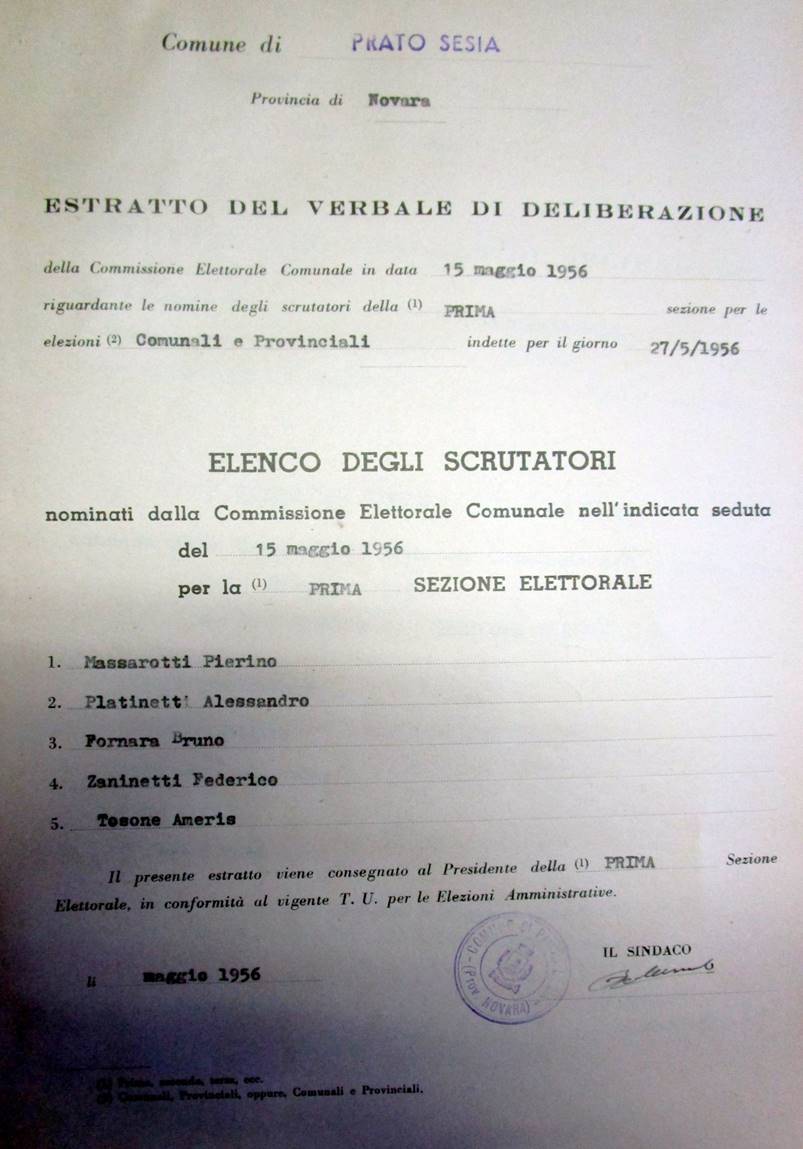 Comune di PRATO SESIA
Provincia di Novara
ESTRATTO DEL VERBALE DI DELIBERAZIONE
della Commissione Elettorale Comunale in data 15 maggio 1956
riguardante le nomine degli scrutatori della (1) PRIMA sezione per le
elezioni (2) Comunali e Provinciali indette per il giorno 27/5/1956
ELENCO DEGLI SCRUTATORI
nominati dalla Commissione Elettorale Comunale nell'indicata seduta
del 15 maggio 1956
per la (1) PRIMA SEZIONE ELETTORALE
1. Massarotti Pierino
2. Platinetti Alessandro
3. Fornara Bruno
4. Zaninetti Federico
5. Tosone Ameris
Il presente estratto viene consegnato al Presidente della (1) PRIMA Sezione
Elettorale, in conformità al vigente T. U. per le Elezioni Amministrative.
IL SINDACO
li maggio 1956
COMUNE DI
NOVARA)
(1) Prima, seconda, terza, ecc.
(2) Comunali, Provinciali, oppure, Comunali e Provinciali.